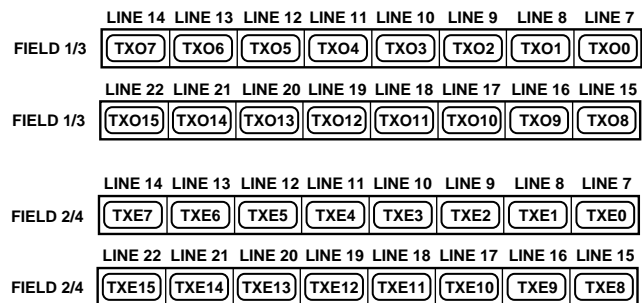 LINE 14 LINE 13 LINE 12 LINE 11 LINE 10 LINE 9 LINE 8 LINE 7
FIELD 1/3 TXO7 TXO6 TXO5 TXO4 TXO3 TXO2 TXO1 TXO0
LINE 22 LINE 21 LINE 20 LINE 19 LINE 18 LINE 17 LINE 16 LINE 15
FIELD 1/3 TXO15 TXO14 TXO13 TXO12 TXO11 TXO10 TXO9 TXO8
LINE 14 LINE 13 LINE 12 LINE 11 LINE 10 LINE 9 LINE 8 LINE 7
FIELD 2/4 TXE7 TXE6 TXE5 TXE4 TXE3 TXE2 TXE1 TXE0
LINE 22 LINE 21 LINE 20 LINE 19 LINE 18 LINE 17 LINE 16 LINE 15
FIELD 2/4 TXE15 TXE14 TXE13 TXE12 TXE11 TXE10 TXE9 TXE8